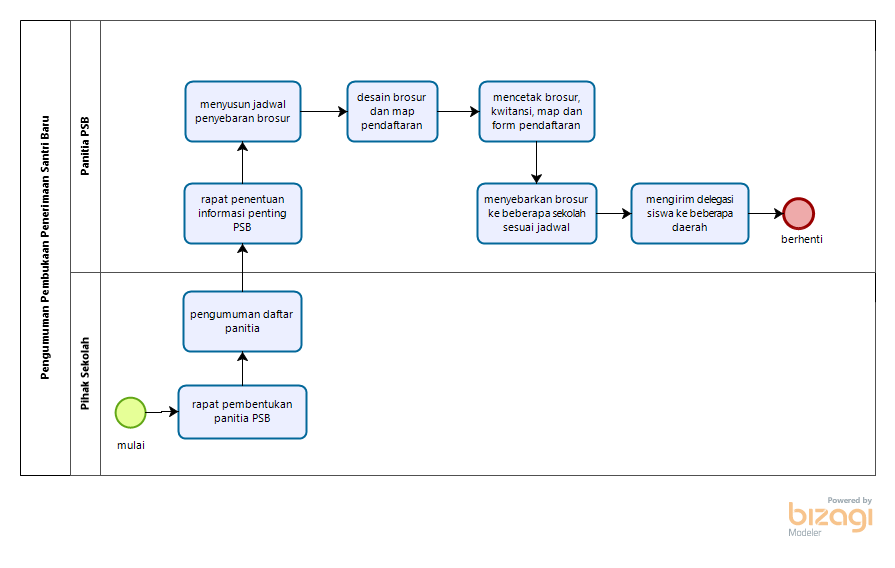 Pengumuman Pembukaan Penerimaan Santri Baru
Panitia PSB
menyusun jadwal
penyebaran brosur
desain brosur
dan map
pendaftaran
mencetak brosur,
kwitansi, map dan
form pendaftaran
rapat penentuan
informasi penting
PSB
menyebarkan brosur
ke beberapa sekolah
sesuai jadwal
mengirim delegasi
siswa ke beberapa
daerah
berhenti
Pihak Sekolah
pengumuman daftar
panitia
rapat pembentukan
panitia PSB
mulai
Powered by
bizagi
Modeler